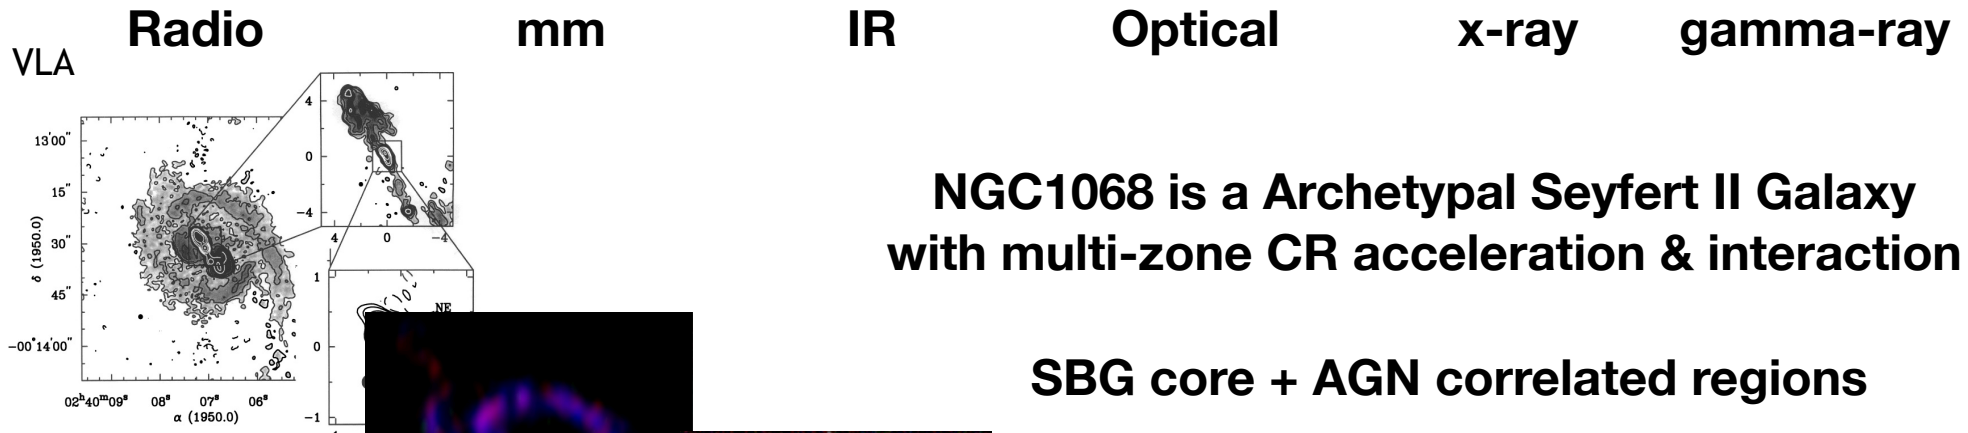 Radio mm IR Optical x-ray gamma-ray
VLA
4
0
−4
4 0 −4
13'00"
15"
30"
45"
−00°14'00"
δ (1950.0)
02ʰ40ᵐ09ˢ 08ˢ 07ˢ 06ˢ
α (1950.0)
1
0
−1
NE
NGC1068 is a Archetypal Seyfert II Galaxy
with multi-zone CR acceleration & interaction
SBG core + AGN correlated regions